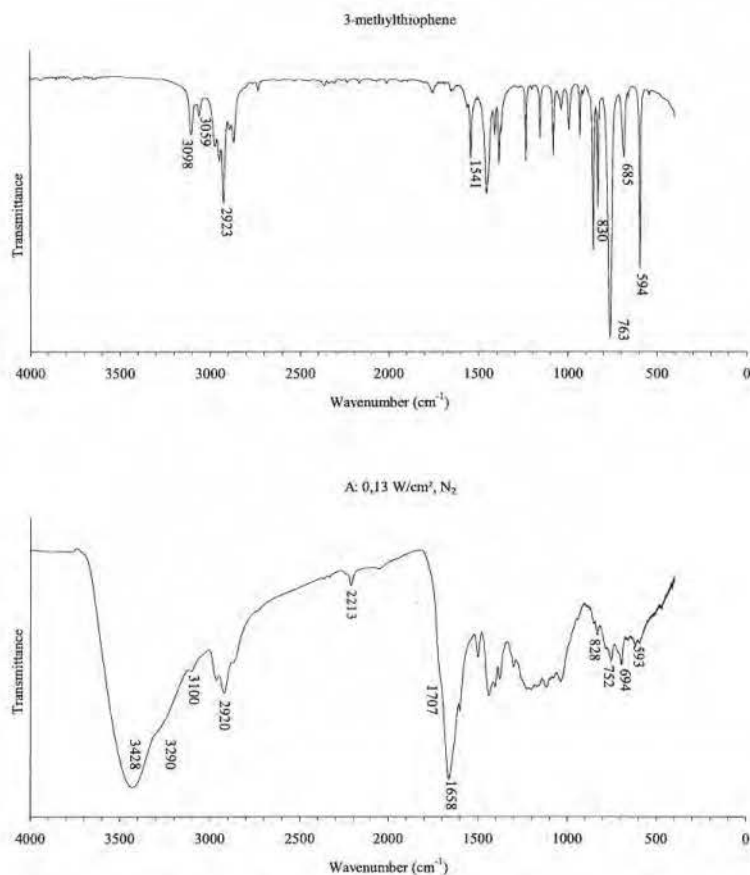 3-methylthiophene
Transmittance
3098
3059
2923
1541
830
763
685
594
4000 3500 3000 2500 2000 1500 1000 500 0
Wavenumber (cm⁻¹)
A: 0,13 W/cm², N₂
Transmittance
3428
3290
3100
2920
2213
1707
1658
828
752
694
593
4000 3500 3000 2500 2000 1500 1000 500 0
Wavenumber (cm⁻¹)